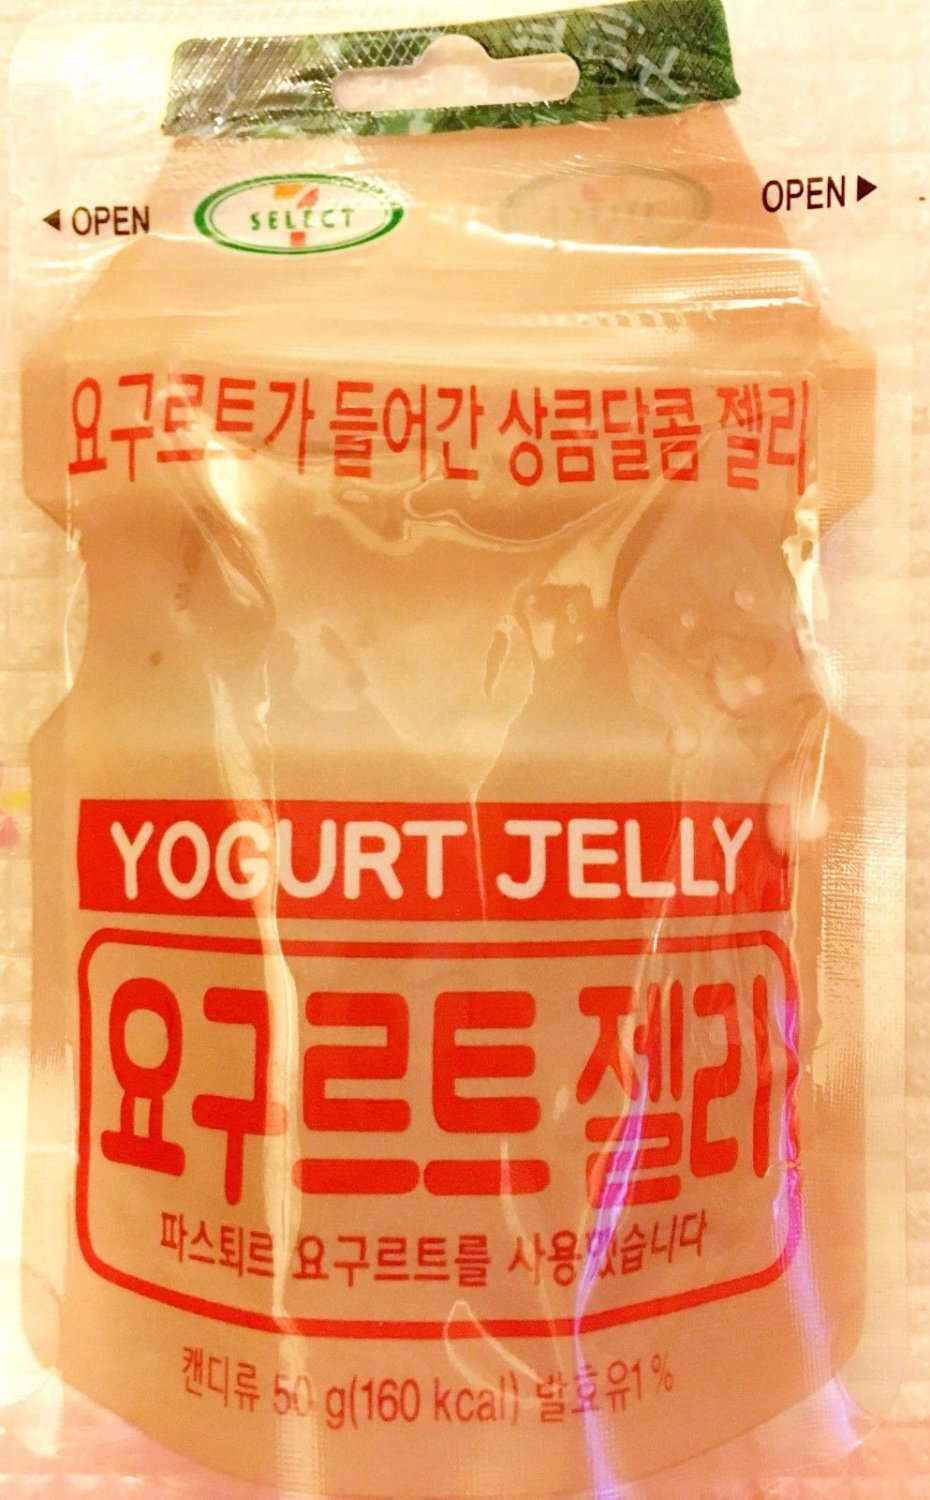 ◀ OPEN
7
SELECT
OPEN ▶
요구르트가 들어간 상큼달콤 젤리
YOGURT JELLY
요구르트 젤리
파스퇴르 요구르트를 사용했습니다
캔디류 50 g(160 kcal) 발효유1%